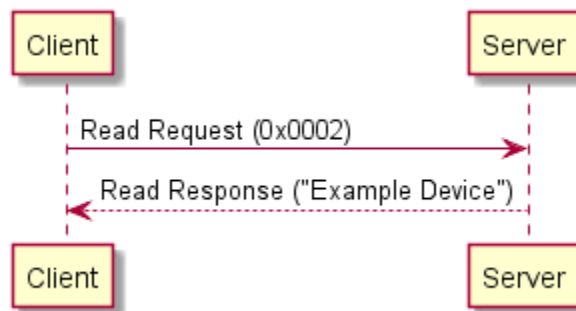 Client
Server
Read Request (0x0002)
Read Response ("Example Device")
Client
Server